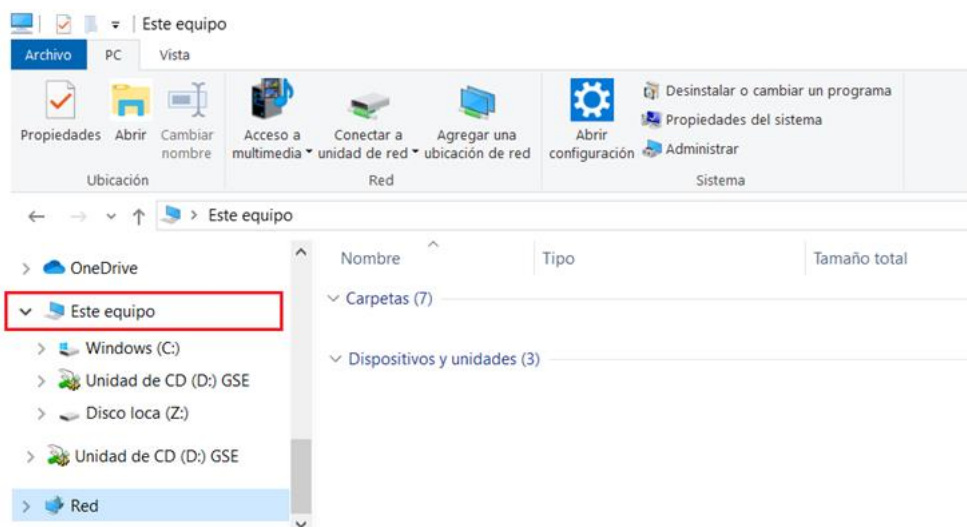 Este equipo
Archivo PC Vista
Propiedades Abrir Cambiar nombre Acceso a multimedia Conectar a unidad de red Agregar una ubicación de red Abrir configuración
Desinstalar o cambiar un programa
Propiedades del sistema
Administrar
Ubicación Red Sistema
Este equipo
Nombre Tipo Tamaño total
OneDrive
Este equipo
Windows (C:)
Unidad de CD (D:) GSE
Disco loca (Z:)
Unidad de CD (D:) GSE
Red
Carpetas (7)
Dispositivos y unidades (3)